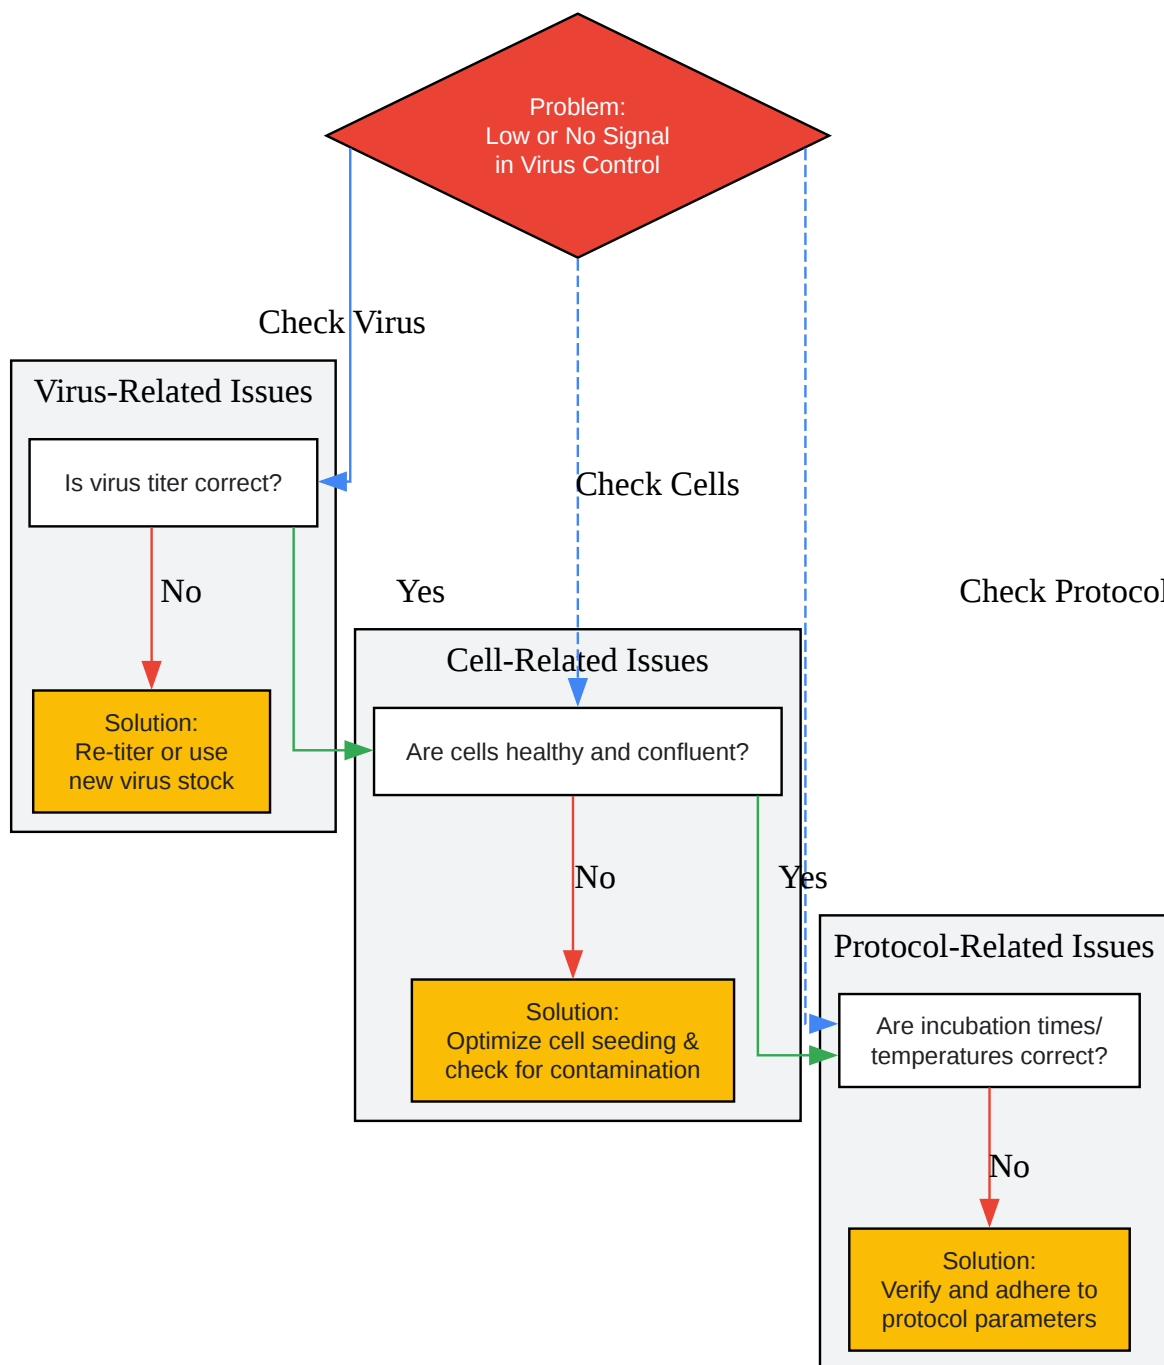 Problem:
Low or No Signal
in Virus Control
Check Virus
Virus-Related Issues
Is virus titer correct?
Check Cells
No
Yes
Check Protocol
Cell-Related Issues
Solution:
Re-titer or use
new virus stock
Are cells healthy and confluent?
No
Yes
Protocol-Related Issues
Solution:
Optimize cell seeding &
check for contamination
Are incubation times/
temperatures correct?
No
Solution:
Verify and adhere to
protocol parameters